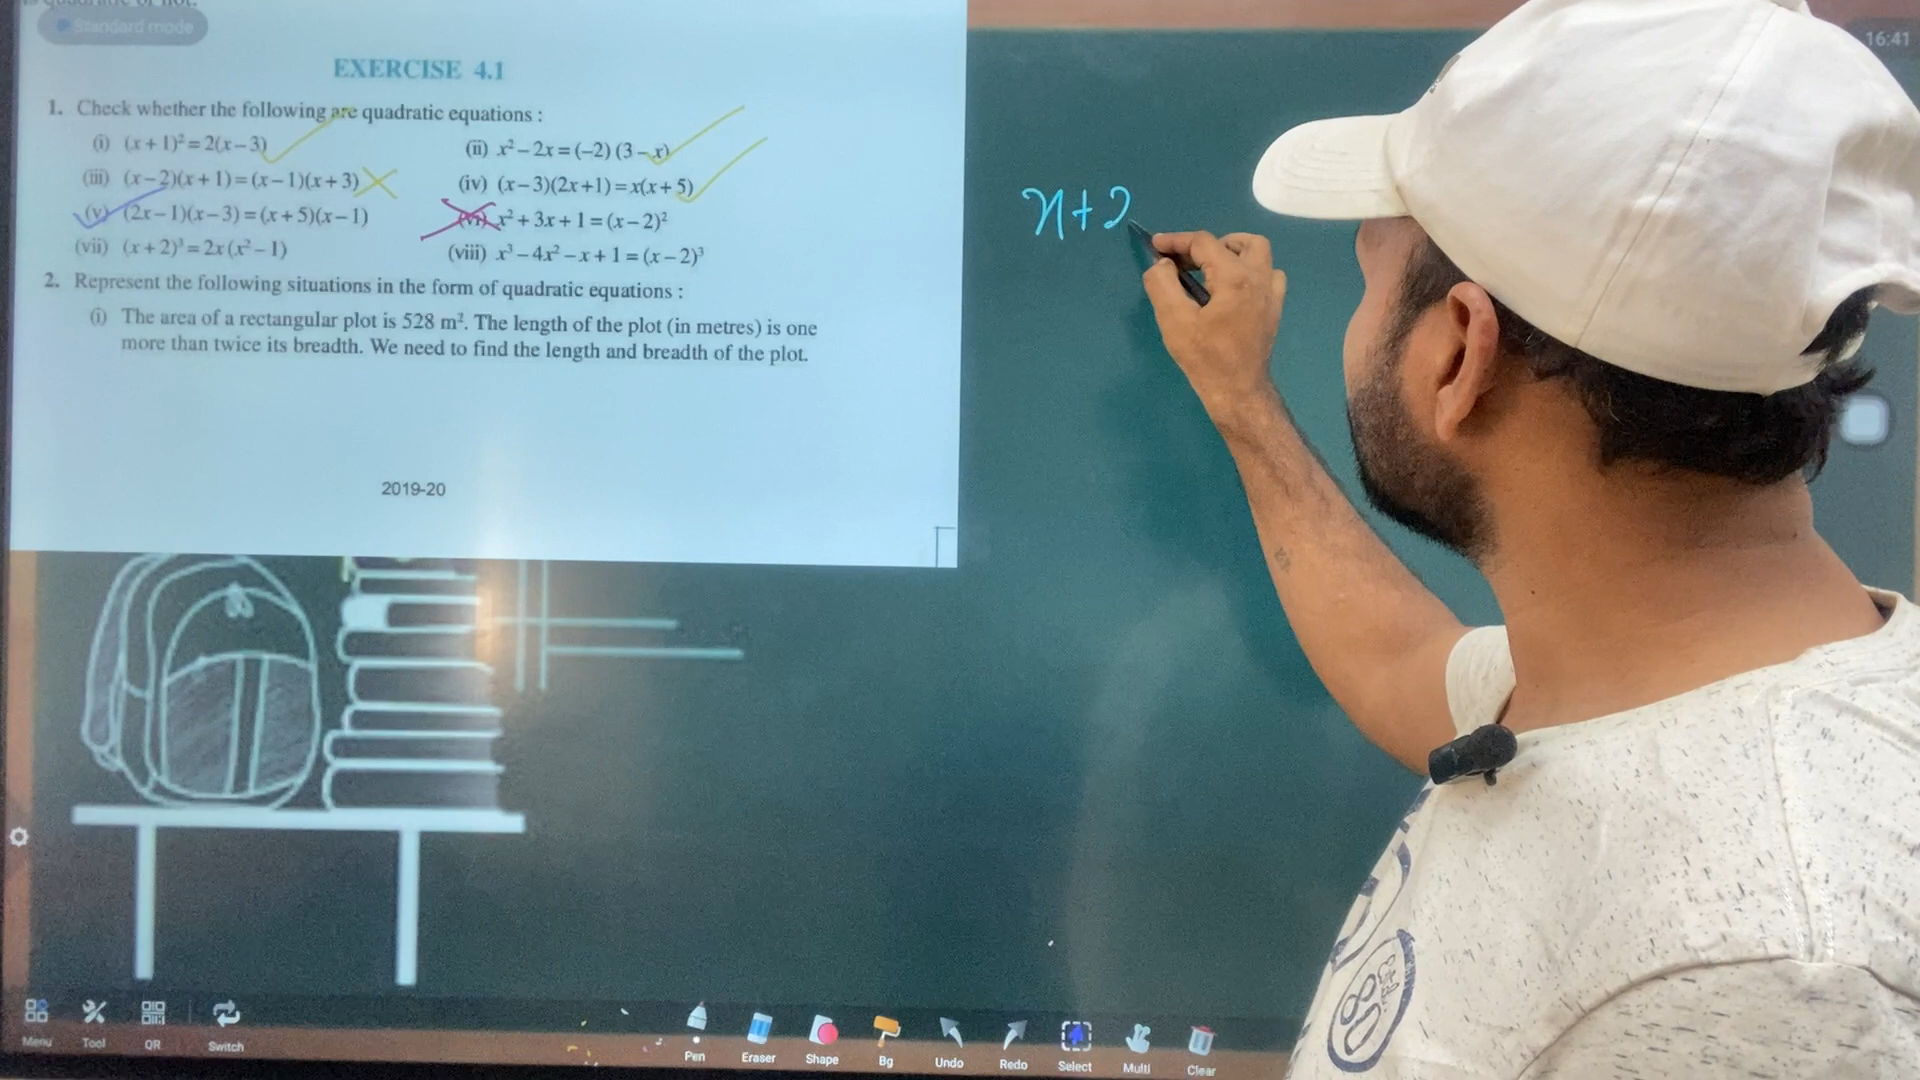 Standard mode
16:41
EXERCISE 4.1
1. Check whether the following are quadratic equations :
(i) (x + 1)² = 2(x – 3) (ii) x² – 2x = (–2) (3 – x)
(iii) (x – 2)(x + 1) = (x – 1)(x + 3) (iv) (x – 3)(2x +1) = x(x + 5)
(v) (2x – 1)(x – 3) = (x + 5)(x – 1) (vi) x² + 3x + 1 = (x – 2)²
(vii) (x + 2)³ = 2x (x² – 1) (viii) x³ – 4x² – x + 1 = (x – 2)³
2. Represent the following situations in the form of quadratic equations :
(i) The area of a rectangular plot is 528 m². The length of the plot (in metres) is one
more than twice its breadth. We need to find the length and breadth of the plot.
2019-20
x+2
Menu Tool QR Switch Pen Eraser Shape Bg Undo Redo Select Multi Clear